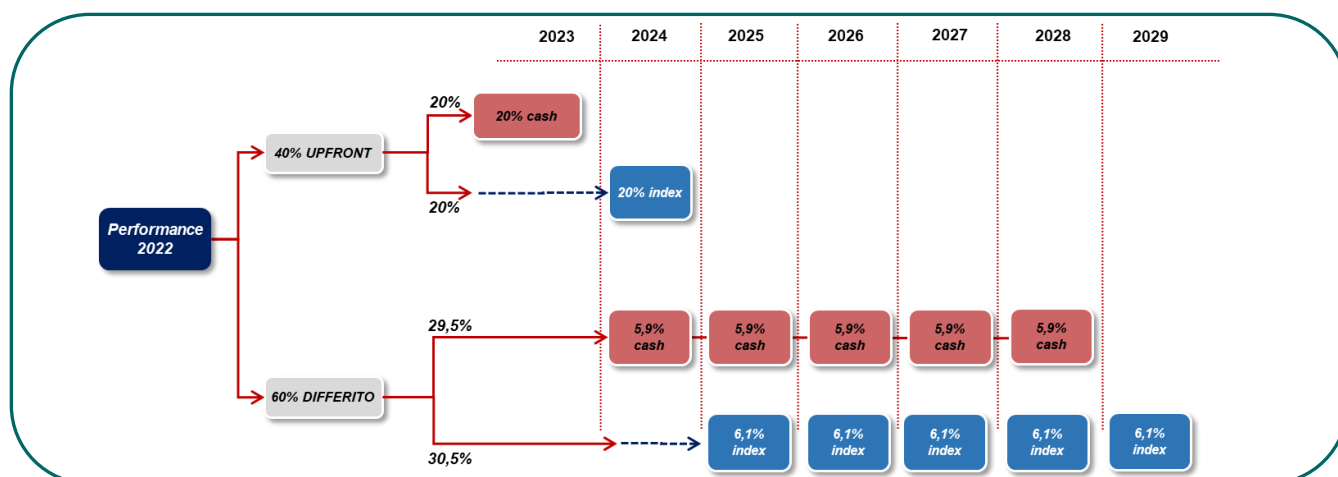 2023 2024 2025 2026 2027 2028 2029
20%
20% cash
40% UPFRONT
20%
20% index
Performance
2022
29,5%
5,9% 5,9% 5,9% 5,9% 5,9%
cash cash cash cash cash
60% DIFFERITO
30,5%
6,1% 6,1% 6,1% 6,1% 6,1%
index index index index index